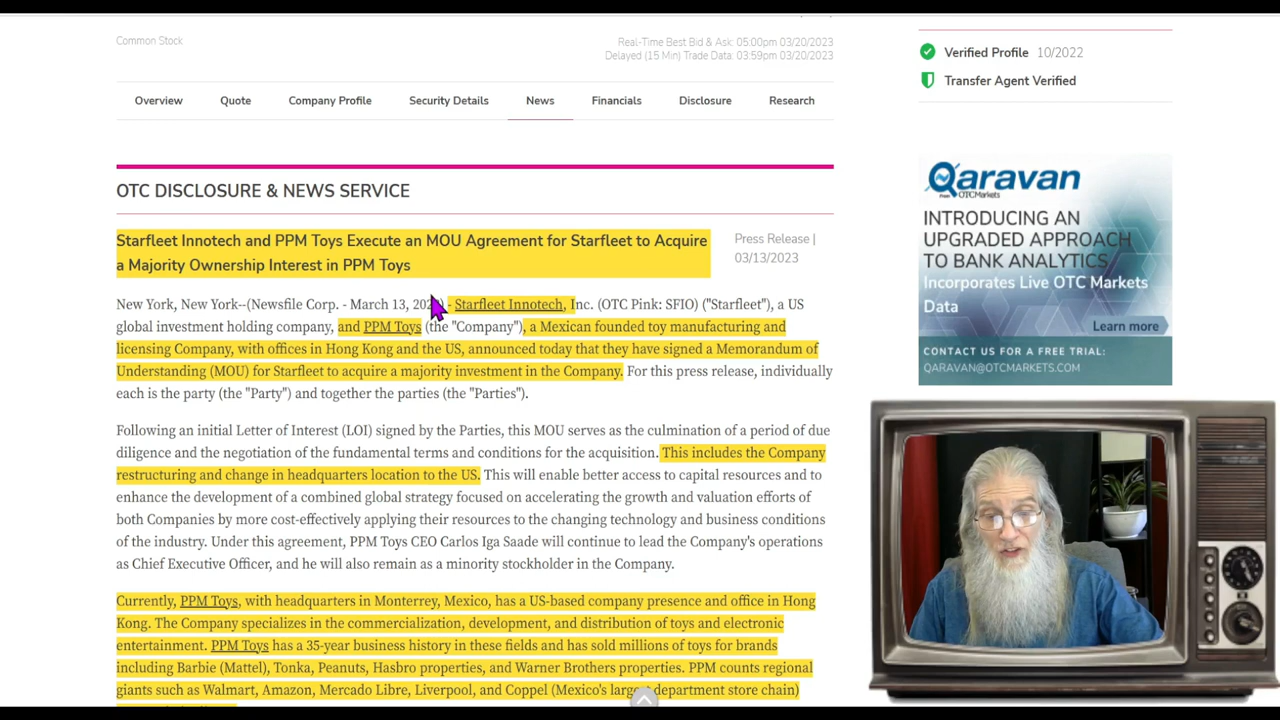 Common Stock
Real-Time Best Bid & Ask: 05:00pm 03/20/2023
Delayed (15 Min) Trade Data: 03:59pm 03/20/2023
Overview
Quote
Company Profile
Security Details
News
Financials
Disclosure
Research
OTC DISCLOSURE & NEWS SERVICE
Starfleet Innotech and PPM Toys Execute an MOU Agreement for Starfleet to Acquire
a Majority Ownership Interest in PPM Toys
Press Release |
03/13/2023
New York, New York--(Newsfile Corp. - March 13, - Starfleet Innotech, Inc. (OTC Pink: SFIO) ("Starfleet"), a US
global investment holding company, and PPM Toys (the "Company"), a Mexican founded toy manufacturing and
licensing Company, with offices in Hong Kong and the US, announced today that they have signed a Memorandum of
Understanding (MOU) for Starfleet to acquire a majority investment in the Company. For this press release, individually
each is the party (the "Party") and together the parties (the "Parties").
Following an initial Letter of Interest (LOI) signed by the Parties, this MOU serves as the culmination of a period of due
diligence and the negotiation of the fundamental terms and conditions for the acquisition. This includes the Company
restructuring and change in headquarters location to the US. This will enable better access to capital resources and to
enhance the development of a combined global strategy focused on accelerating the growth and valuation efforts of
both Companies by more cost-effectively applying their resources to the changing technology and business conditions
of the industry. Under this agreement, PPM Toys CEO Carlos Iga Saade will continue to lead the Company's operations
as Chief Executive Officer, and he will also remain as a minority stockholder in the Company.
Currently, PPM Toys, with headquarters in Monterrey, Mexico, has a US-based company presence and office in Hong
Kong. The Company specializes in the commercialization, development, and distribution of toys and electronic
entertainment. PPM Toys has a 35-year business history in these fields and has sold millions of toys for brands
including Barbie (Mattel), Tonka, Peanuts, Hasbro properties, and Warner Brothers properties. PPM counts regional
giants such as Walmart, Amazon, Mercado Libre, Liverpool, and Coppel (Mexico's largest department store chain)
Verified Profile 10/2022
Transfer Agent Verified
Qaravan
From OTCMarkets
INTRODUCING AN
UPGRADED APPROACH
TO BANK ANALYTICS
Incorporates Live OTC Markets
Data
Learn more
CONTACT US FOR A FREE TRIAL:
QARAVAN@OTCMARKETS.COM